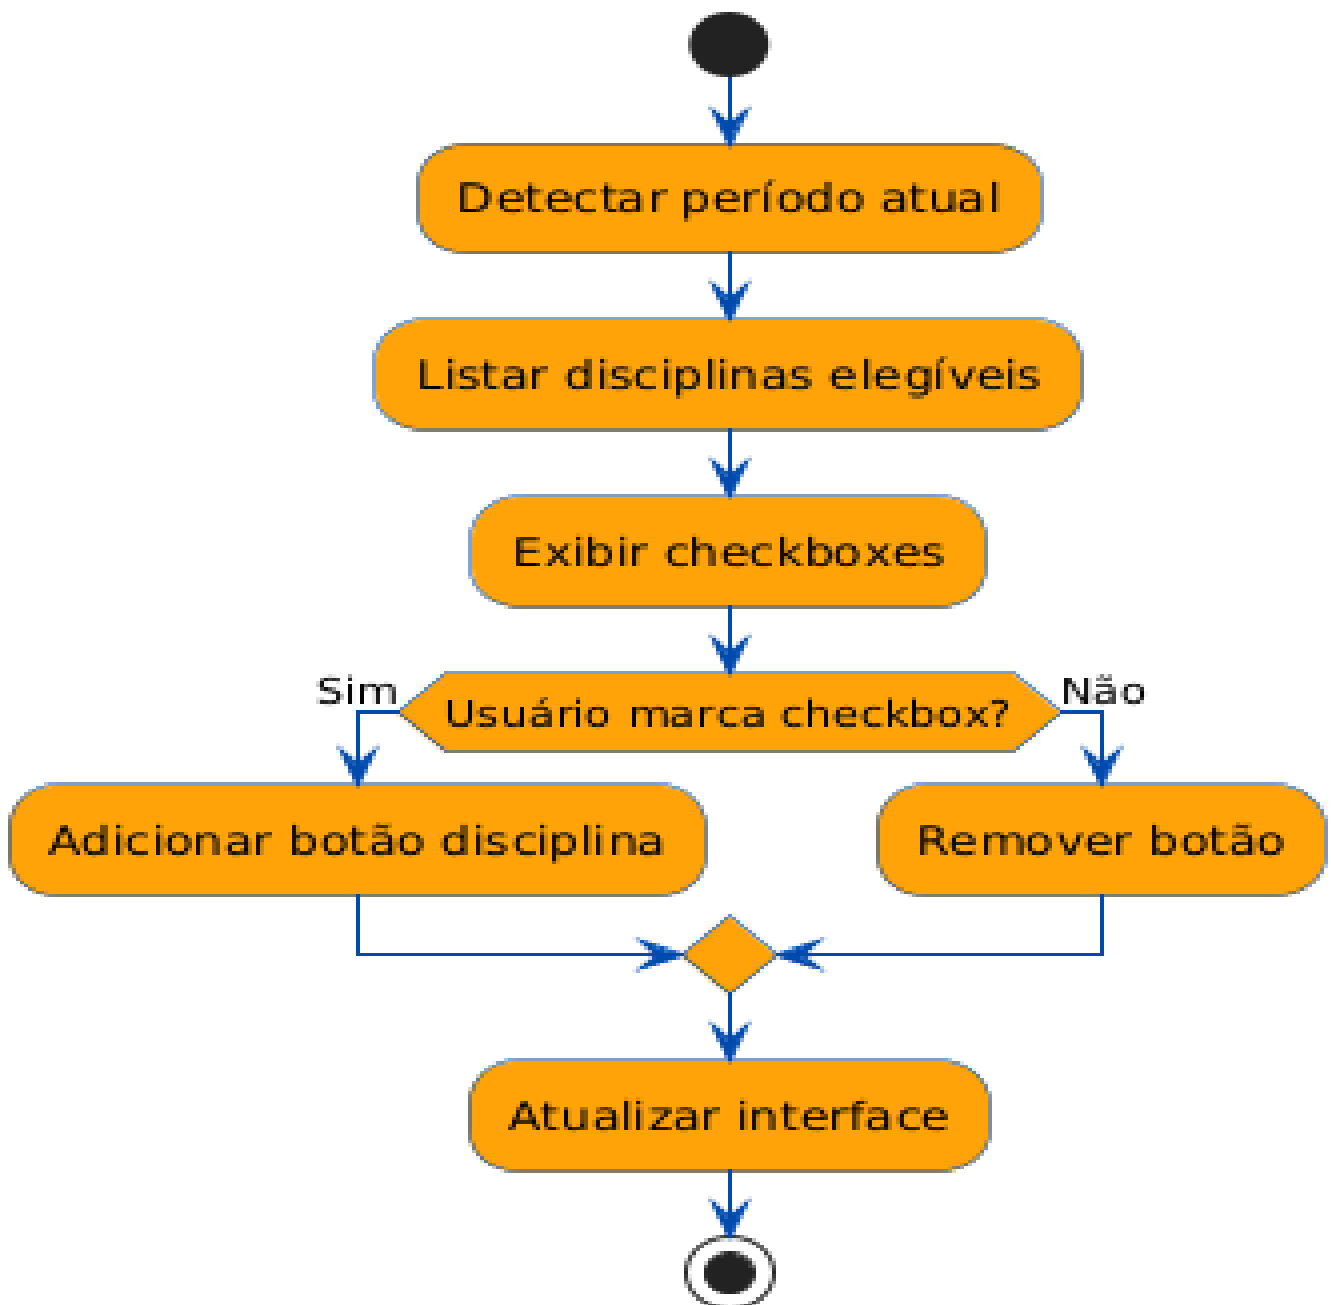 Detectar período atual
Listar disciplinas elegíveis
Exibir checkboxes
Sim
Usuário marca checkbox?
Não
Adicionar botão disciplina
Remover botão
Atualizar interface